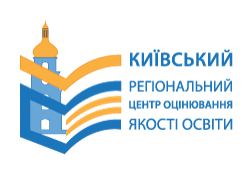 КИЇВСЬКИЙ
РЕГІОНАЛЬНИЙ
ЦЕНТР ОЦІНЮВАННЯ
ЯКОСТІ ОСВІТИ